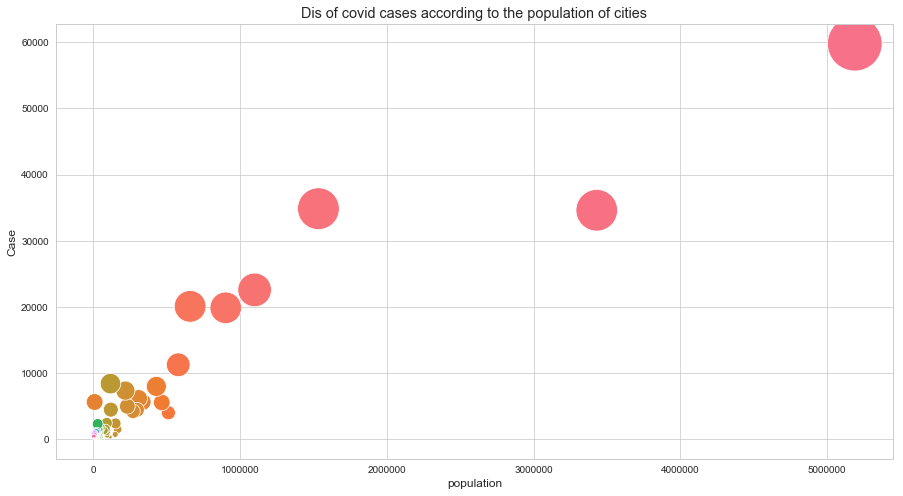 Dis of covid cases according to the population of cities
60000
50000
40000
30000
20000
10000
0
Case
0 1000000 2000000 3000000 4000000 5000000
population